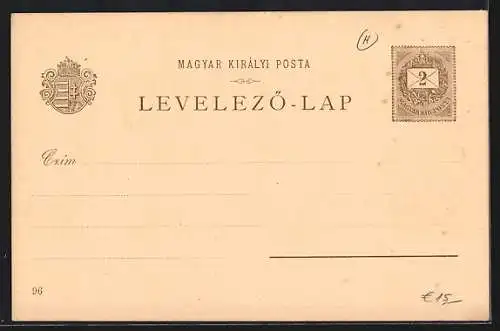 (H)
MAGYAR KIRÁLYI POSTA
LEVELEZŐ-LAP
2
Czim
96
€ 15.